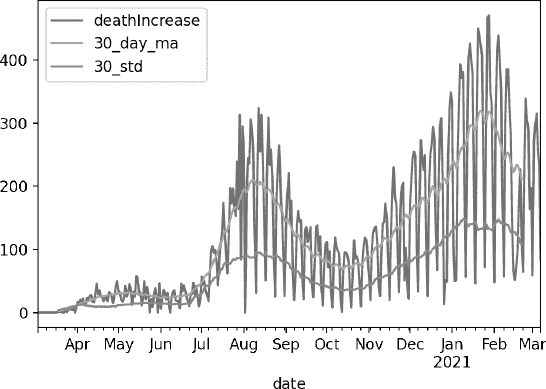 deathIncrease
30_day_ma
30_std
400
300
200
100
0
Apr May Jun Jul Aug Sep Oct Nov Dec Jan Feb Mar
2021
date